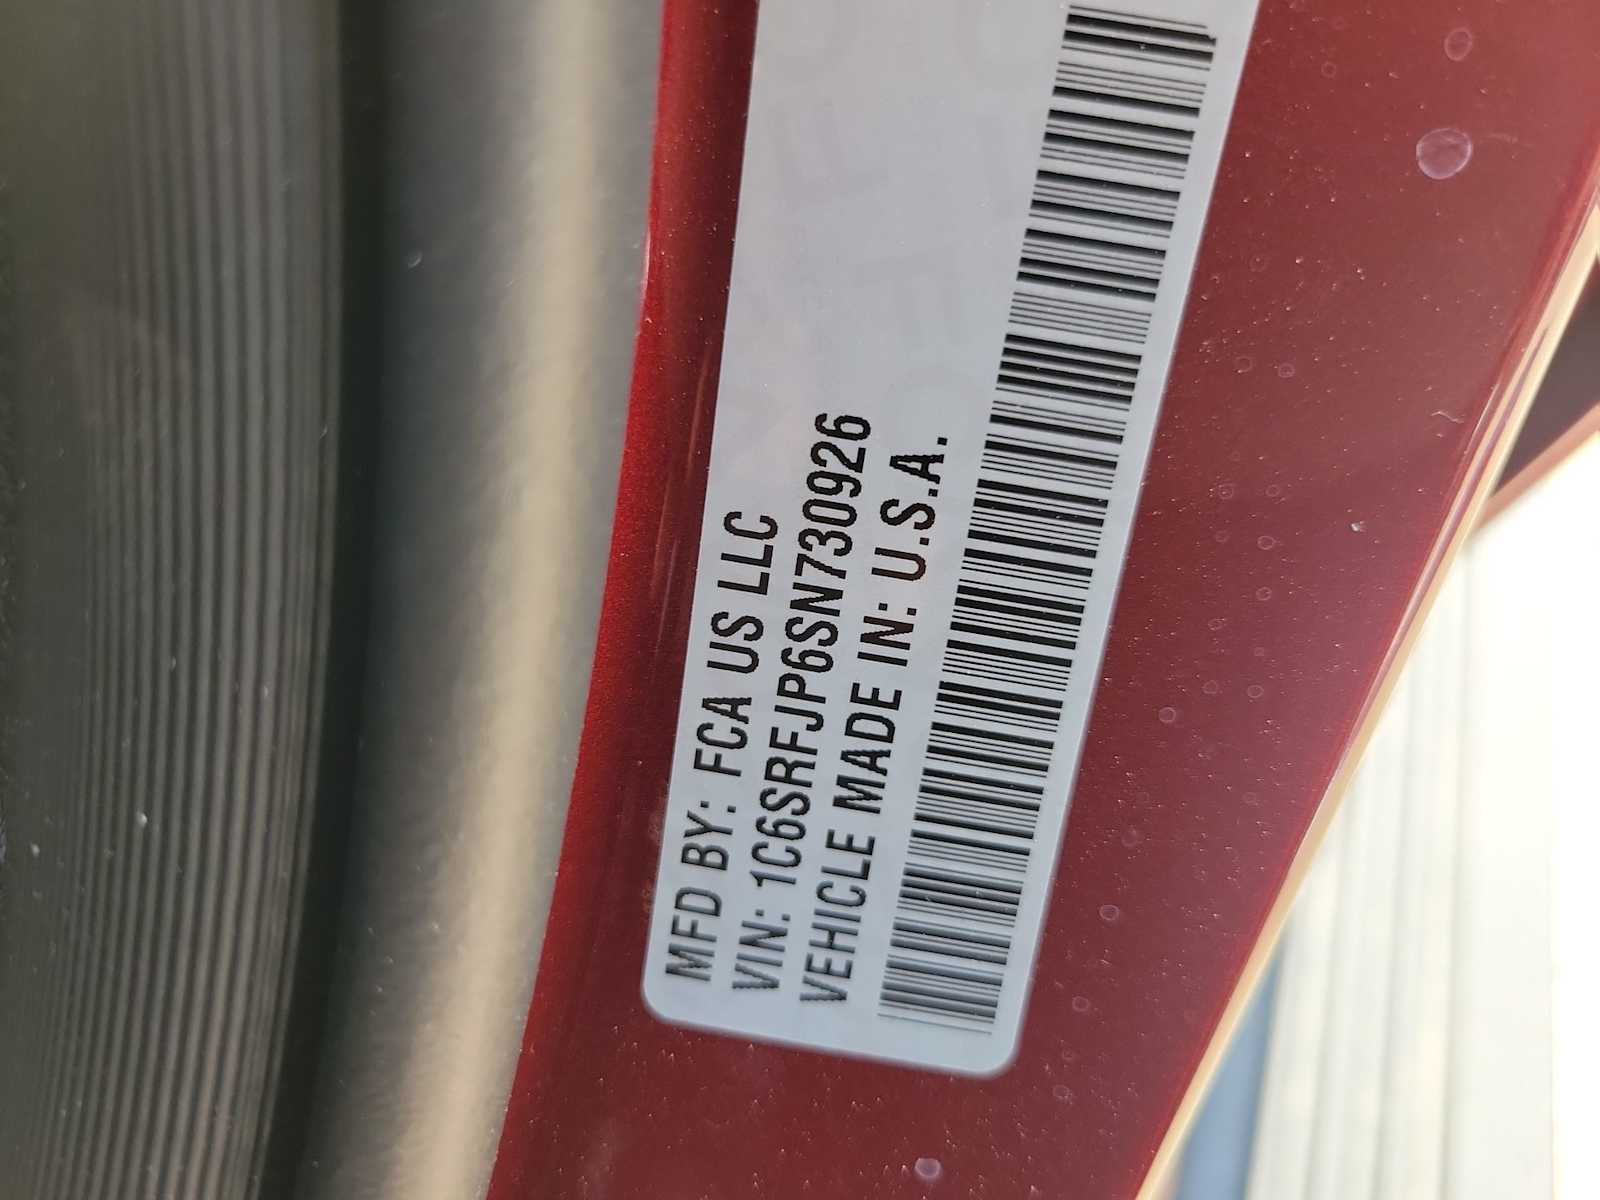 MFD BY: FCA US LLC
VIN: 1C6SRFJP6SN730926
VEHICLE MADE IN: U.S.A.